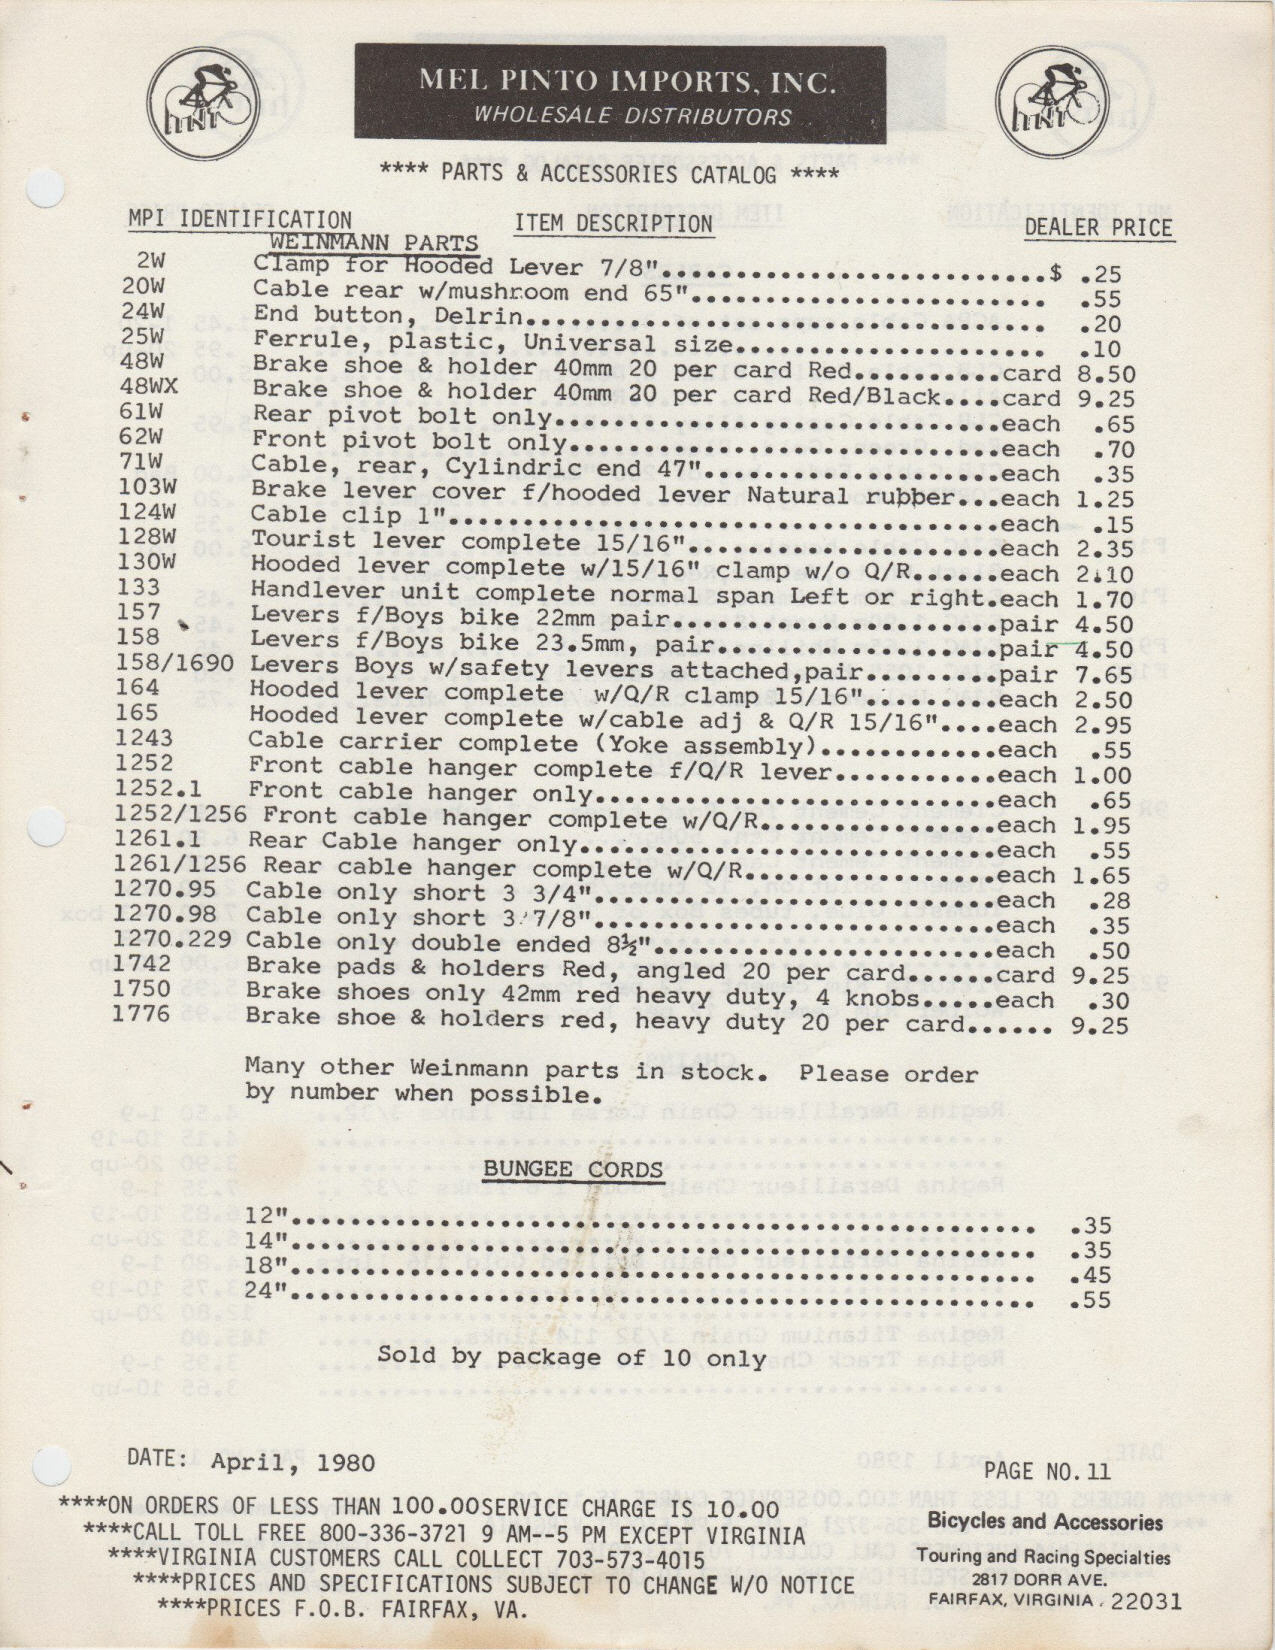 MEL PINTO IMPORTS, INC.
WHOLESALE DISTRIBUTORS
**** PARTS & ACCESSORIES CATALOG ****
MPI IDENTIFICATION ITEM DESCRIPTION DEALER PRICE
WEINMANN PARTS
2W Clamp for Hooded Lever 7/8"..........................$ .25
20W Cable rear w/mushroom end 65"........................ .55
24W End button, Delrin................................... .20
25W Ferrule, plastic, Universal size..................... .10
48W Brake shoe & holder 40mm 20 per card Red..........card 8.50
48WX Brake shoe & holder 40mm 20 per card Red/Black....card 9.25
61W Rear pivot bolt only..............................each .65
62W Front pivot bolt only.............................each .70
71W Cable, rear, Cylindric end 47"....................each .35
103W Brake lever cover f/hooded lever Natural rubber...each 1.25
124W Cable clip 1".....................................each .15
128W Tourist lever complete 15/16".....................each 2.35
130W Hooded lever complete w/15/16" clamp w/o Q/R......each 2.10
133 Handlever unit complete normal span Left or right.each 1.70
157 Levers f/Boys bike 22mm pair......................pair 4.50
158 Levers f/Boys bike 23.5mm, pair...................pair 4.50
158/1690 Levers Boys w/safety levers attached,pair.........pair 7.65
164 Hooded lever complete w/Q/R clamp 15/16".........each 2.50
165 Hooded lever complete w/cable adj & Q/R 15/16"....each 2.95
1243 Cable carrier complete (Yoke assembly)............each .55
1252 Front cable hanger complete f/Q/R lever...........each 1.00
1252.1 Front cable hanger only...........................each .65
1252/1256 Front cable hanger complete w/Q/R................each 1.95
1261.1 Rear Cable hanger only............................each .55
1261/1256 Rear cable hanger complete w/Q/R.................each 1.65
1270.95 Cable only short 3 3/4"...........................each .28
1270.98 Cable only short 3 7/8"...........................each .35
1270.229 Cable only double ended 8½".......................each .50
1742 Brake pads & holders Red, angled 20 per card......card 9.25
1750 Brake shoes only 42mm red heavy duty, 4 knobs.....each .30
1776 Brake shoe & holders red, heavy duty 20 per card...... 9.25
Many other Weinmann parts in stock. Please order
by number when possible.
BUNGEE CORDS
12".................................................. .35
14".................................................. .35
18".................................................. .45
24".................................................. .55
Sold by package of 10 only
DATE: April, 1980
PAGE NO. 11
****ON ORDERS OF LESS THAN 100.00SERVICE CHARGE IS 10.00
****CALL TOLL FREE 800-336-3721 9 AM--5 PM EXCEPT VIRGINIA
****VIRGINIA CUSTOMERS CALL COLLECT 703-573-4015
****PRICES AND SPECIFICATIONS SUBJECT TO CHANGE W/O NOTICE
****PRICES F.O.B. FAIRFAX, VA.
Bicycles and Accessories
Touring and Racing Specialties
2817 DORR AVE.
FAIRFAX, VIRGINIA . 22031